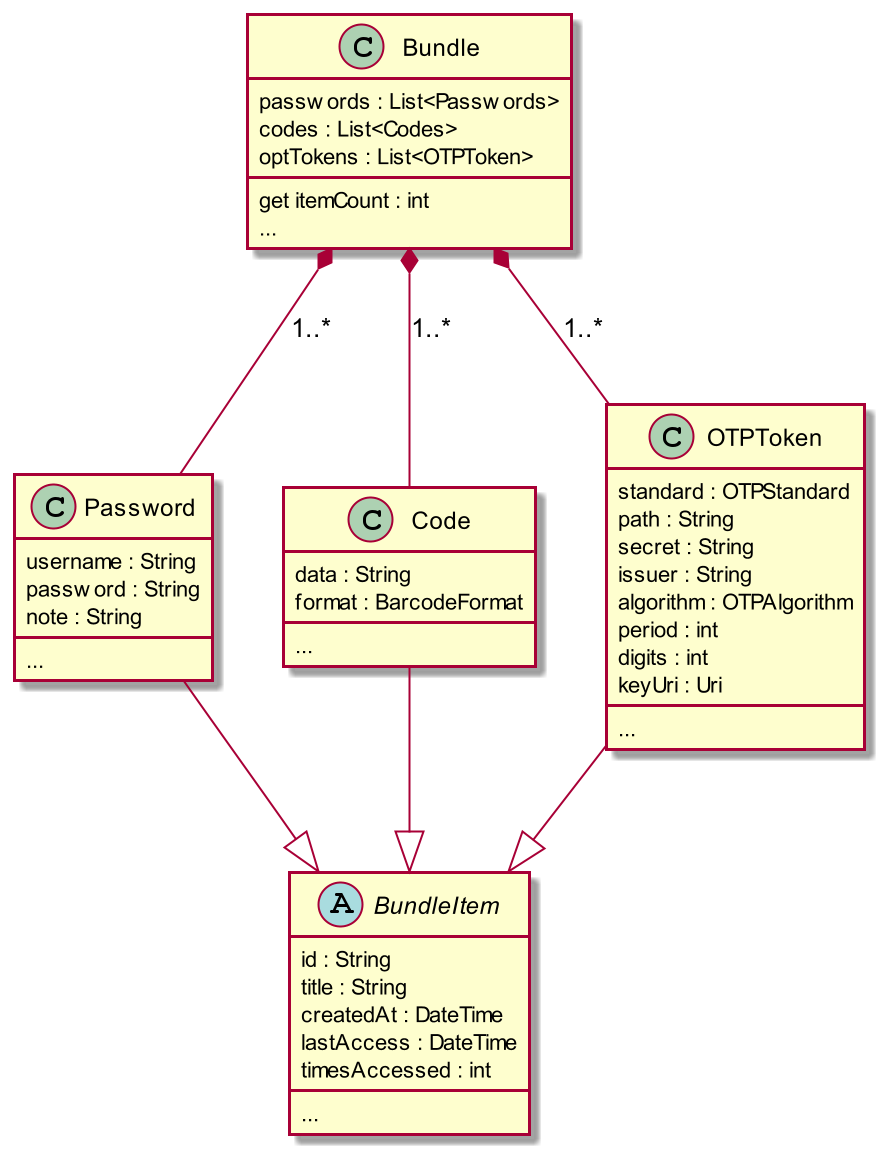 C Bundle
passwords : List<Passwords>
codes : List<Codes>
optTokens : List<OTPToken>
get itemCount : int
...
1..* 1..* 1..*
C Password
username : String
password : String
note : String
...
C Code
data : String
format : BarcodeFormat
...
C OTPToken
standard : OTPStandard
path : String
secret : String
issuer : String
algorithm : OTPAlgorithm
period : int
digits : int
keyUri : Uri
...
A BundleItem
id : String
title : String
createdAt : DateTime
lastAccess : DateTime
timesAccessed : int
...